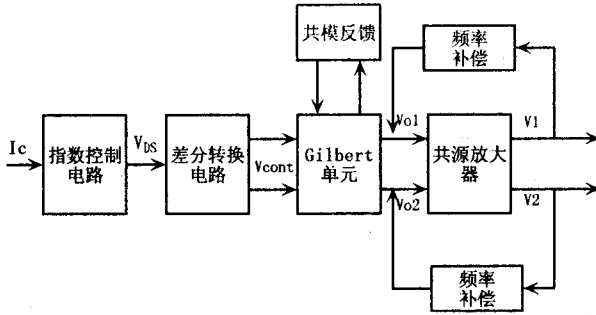 共模反馈
频率
补偿
Ic
指数控制
电路
VDS
差分转换
电路
Vcont
Gilbert
单元
Vo1
Vo2
共源放大
器
V1
V2
频率
补偿